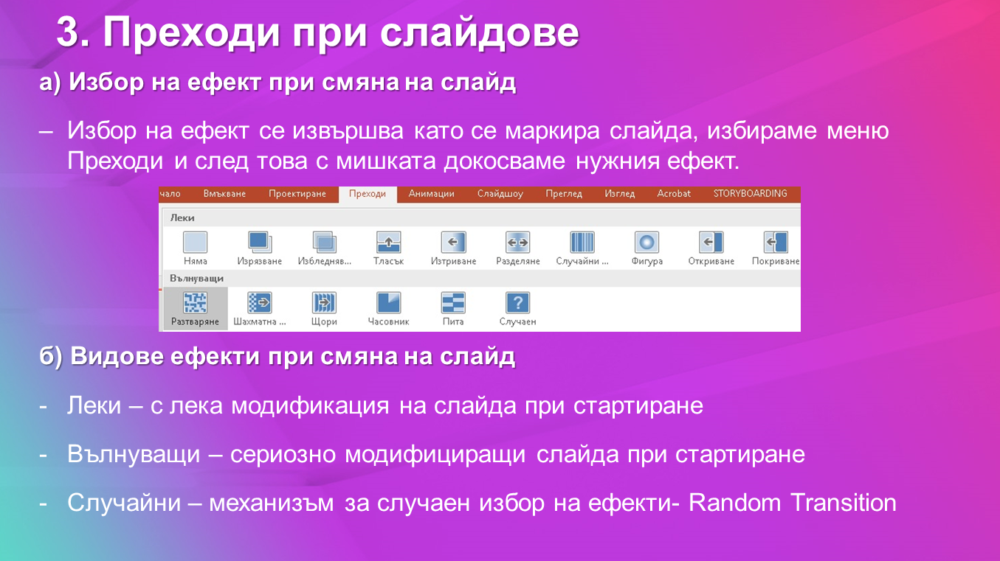 3. Преходи при слайдове
а) Избор на ефект при смяна на слайд
– Избор на ефект се извършва като се маркира слайда, избираме меню
Преходи и след това с мишката докосваме нужния ефект.
чало Вмъкване Проектиране Преходи Анимации Слайдшоу Преглед Изглед Acrobat STORYBOARDING
Леки
Няма Изрязване Избледняв... Тласък Изтриване Разделяне Случайни ... Фигура Откриване Покриване
Вълнуващи
Разтваряне Шахматна ... Щори Часовник Пита Случаен
б) Видове ефекти при смяна на слайд
- Леки – с лека модификация на слайда при стартиране
- Вълнуващи – сериозно модифициращи слайда при стартиране
- Случайни – механизъм за случаен избор на ефекти- Random Transition